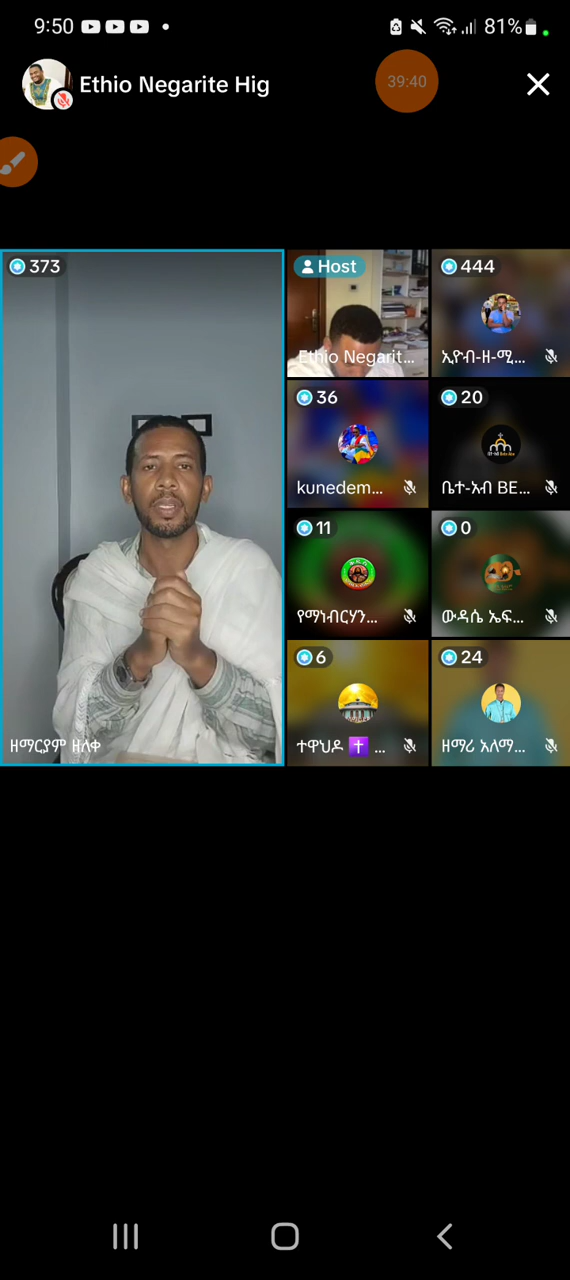 9:50
81%
Ethio Negarite Hig
39:40
373
Host
444
Ethio Negarit...
ኢዮብ-ዘ-ሚ...
36
20
kunedem...
ቤተ-አብ BE...
11
0
የማነብርሃን...
ውዳሴ ኤፍ...
6
24
ዘማርያም ዘለቀ
ተዋህዶ ✝️ ...
ዘማሪ አለማ...